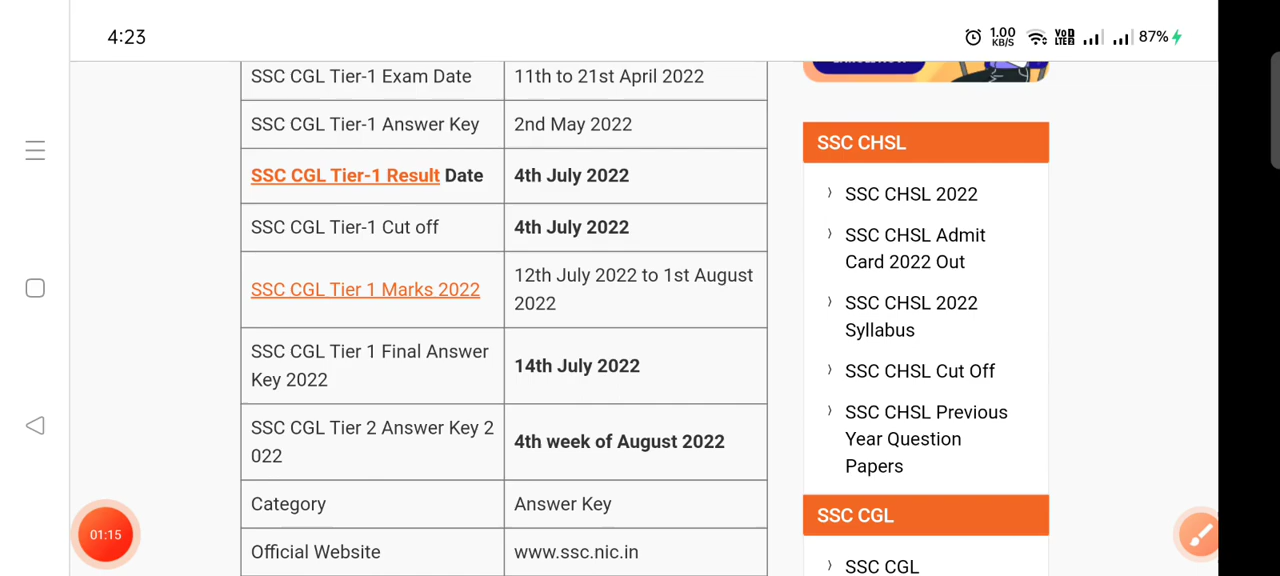 4:23
1.00
KB/S
VoD
LTE
87%
SSC CGL Tier-1 Exam Date
11th to 21st April 2022
SSC CGL Tier-1 Answer Key
2nd May 2022
SSC CGL Tier-1 Result Date
4th July 2022
SSC CGL Tier-1 Cut off
4th July 2022
SSC CGL Tier 1 Marks 2022
12th July 2022 to 1st August
2022
SSC CGL Tier 1 Final Answer
Key 2022
14th July 2022
SSC CGL Tier 2 Answer Key 2
022
4th week of August 2022
Category
Answer Key
Official Website
www.ssc.nic.in
SSC CHSL
SSC CHSL 2022
SSC CHSL Admit
Card 2022 Out
SSC CHSL 2022
Syllabus
SSC CHSL Cut Off
SSC CHSL Previous
Year Question
Papers
SSC CGL
SSC CGL
01:15